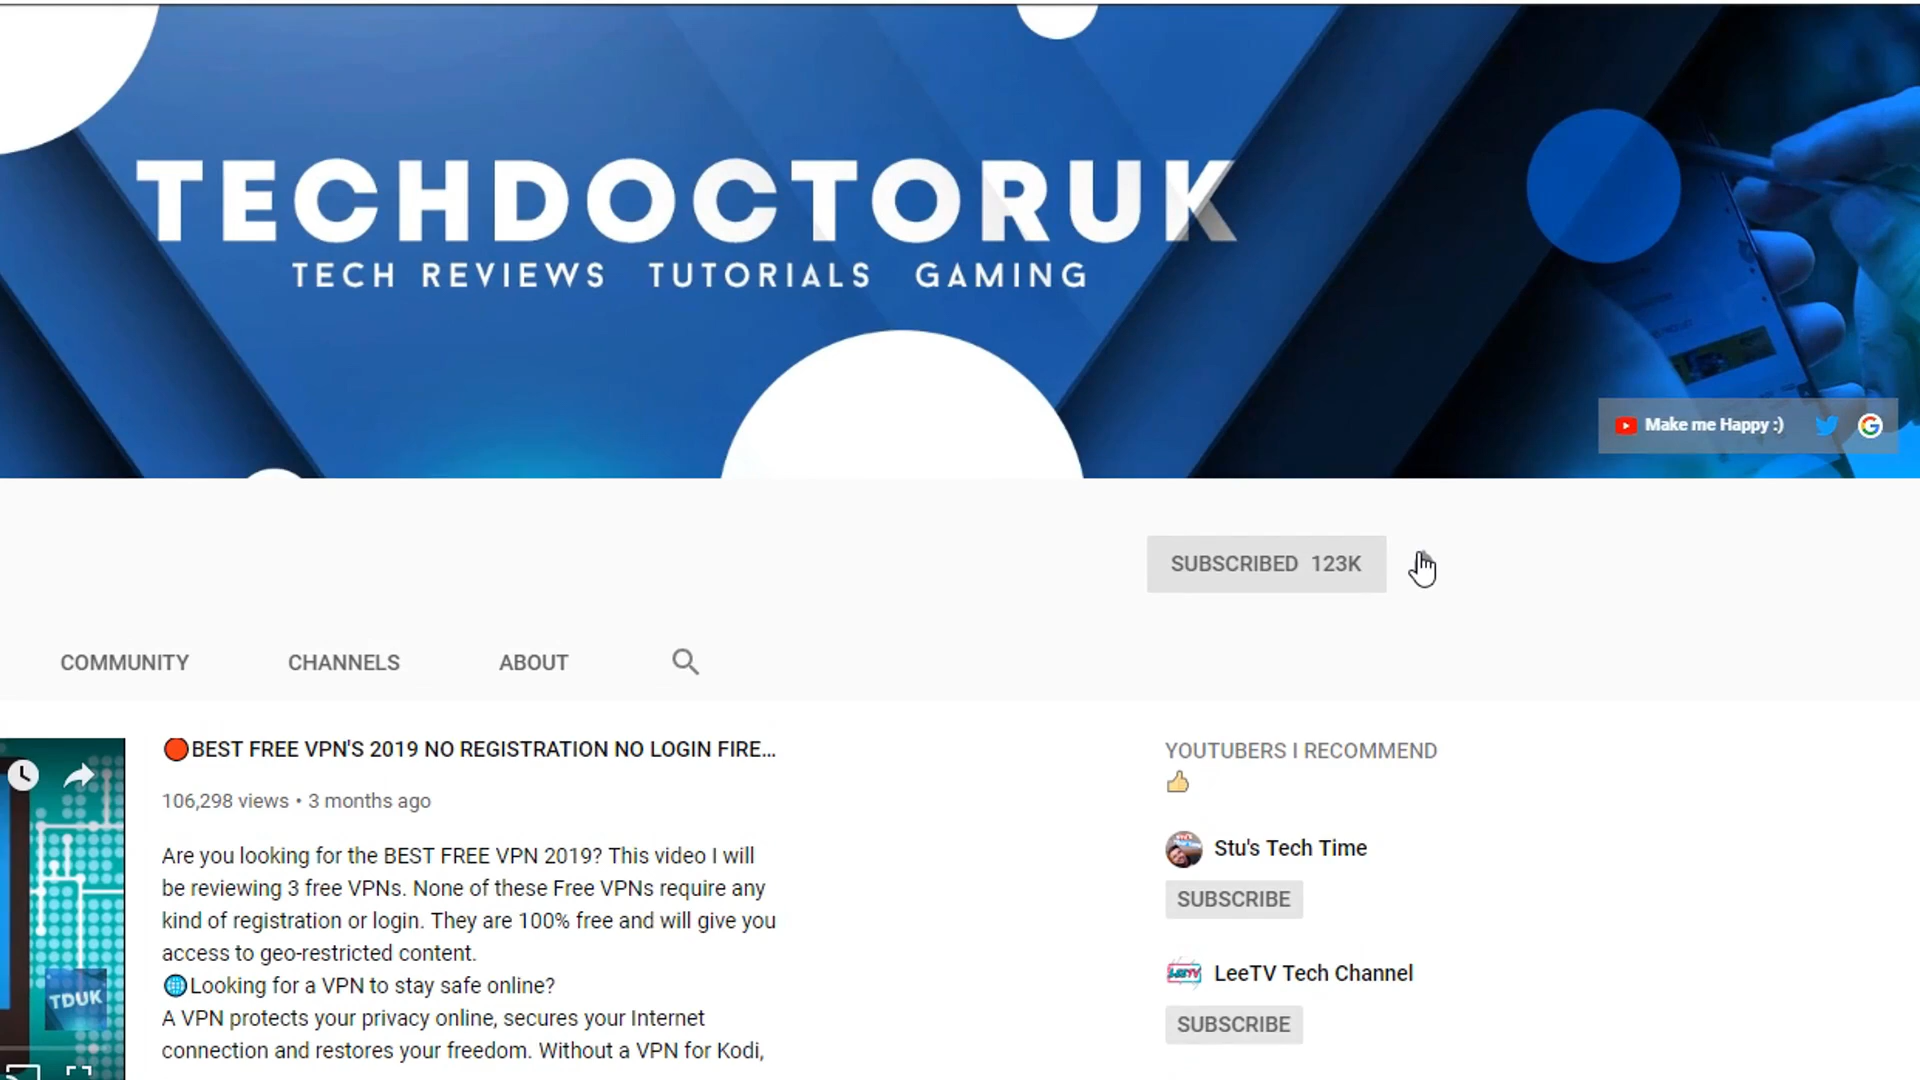 TECHDOCTORUK
TECH REVIEWS TUTORIALS GAMING
Make me Happy :)
SUBSCRIBED 123K
COMMUNITY CHANNELS ABOUT
🔴BEST FREE VPN'S 2019 NO REGISTRATION NO LOGIN FIRE...
106,298 views • 3 months ago
Are you looking for the BEST FREE VPN 2019? This video I will
be reviewing 3 free VPNs. None of these Free VPNs require any
kind of registration or login. They are 100% free and will give you
access to geo-restricted content.
🌐Looking for a VPN to stay safe online?
A VPN protects your privacy online, secures your Internet
connection and restores your freedom. Without a VPN for Kodi,
TDUK
YOUTUBERS I RECOMMEND
👍
Stu's Tech Time
SUBSCRIBE
LeeTV
LeeTV Tech Channel
SUBSCRIBE